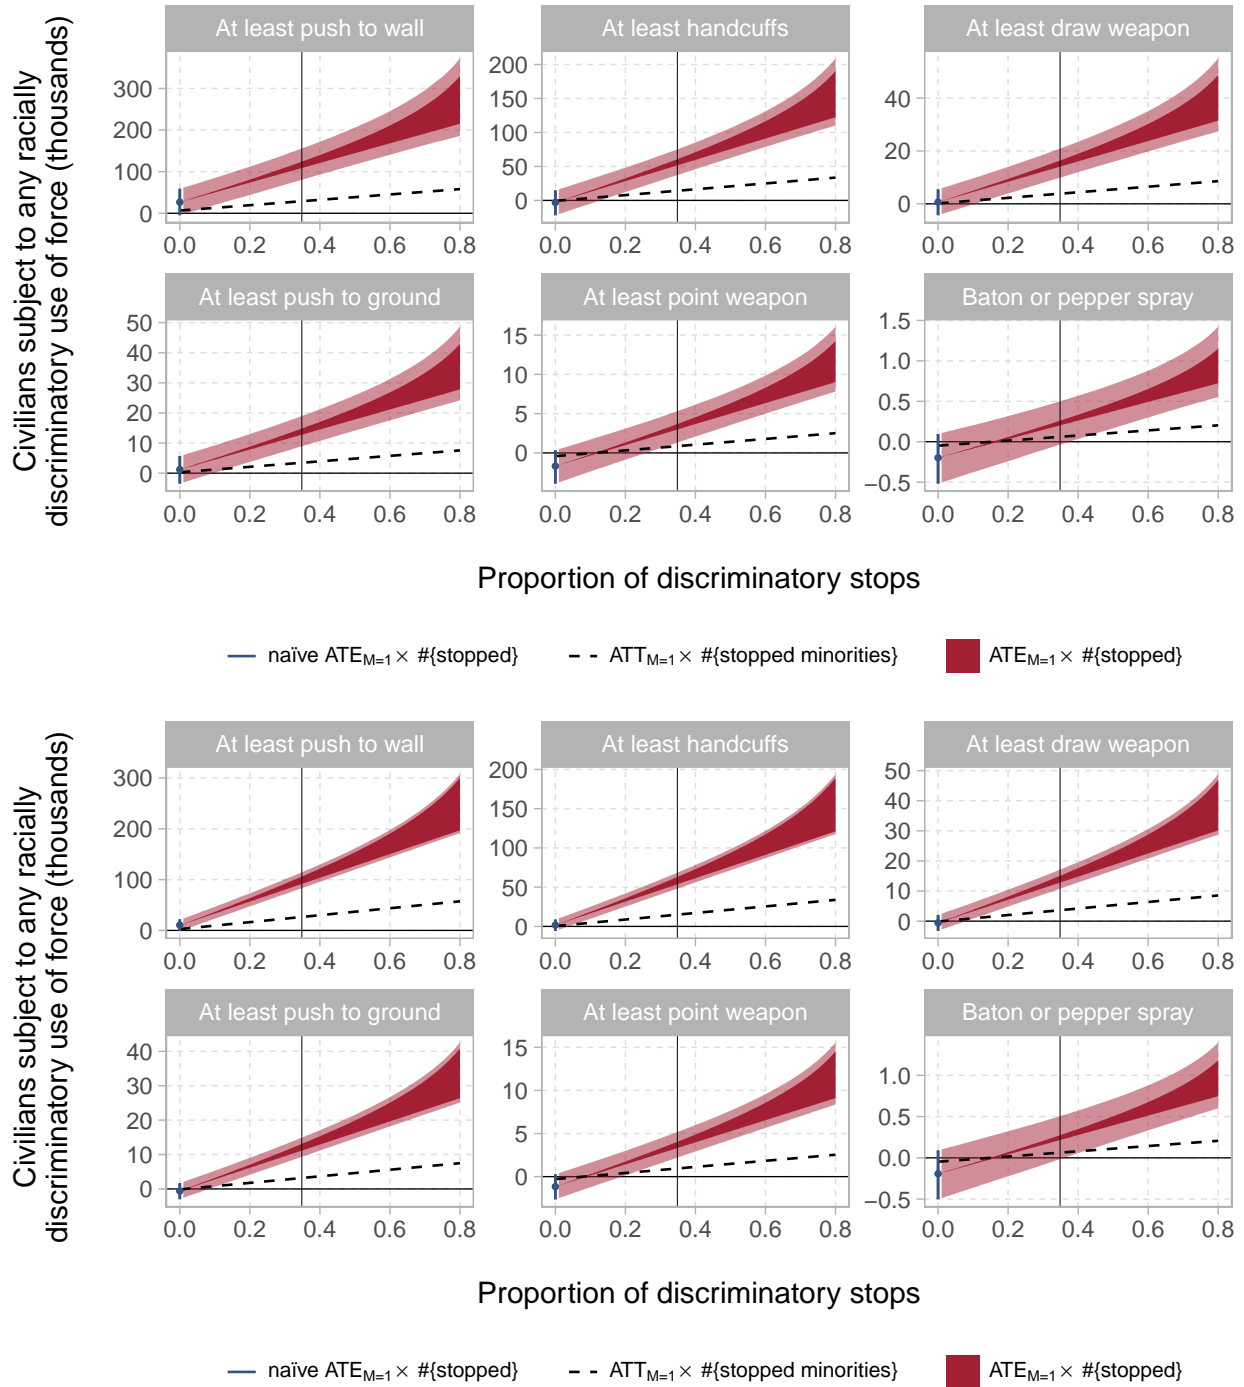 Civilians subject to any racially
discriminatory use of force (thousands)
At least push to wall
At least handcuffs
At least draw weapon
300
200
100
0
0.0 0.2 0.4 0.6 0.8
200
150
100
50
0
0.0 0.2 0.4 0.6 0.8
40
20
0
0.0 0.2 0.4 0.6 0.8
At least push to ground
At least point weapon
Baton or pepper spray
50
40
30
20
10
0
0.0 0.2 0.4 0.6 0.8
15
10
5
0
0.0 0.2 0.4 0.6 0.8
1.5
1.0
0.5
0.0
−0.5
0.0 0.2 0.4 0.6 0.8
Proportion of discriminatory stops
naïve ATE_M=1 × #{stopped} ATT_M=1 × #{stopped minorities} ATE_M=1 × #{stopped}
Civilians subject to any racially
discriminatory use of force (thousands)
At least push to wall
At least handcuffs
At least draw weapon
300
200
100
0
0.0 0.2 0.4 0.6 0.8
200
150
100
50
0
0.0 0.2 0.4 0.6 0.8
50
40
30
20
10
0
0.0 0.2 0.4 0.6 0.8
At least push to ground
At least point weapon
Baton or pepper spray
40
30
20
10
0
0.0 0.2 0.4 0.6 0.8
15
10
5
0
0.0 0.2 0.4 0.6 0.8
1.0
0.5
0.0
−0.5
0.0 0.2 0.4 0.6 0.8
Proportion of discriminatory stops
naïve ATE_M=1 × #{stopped} ATT_M=1 × #{stopped minorities} ATE_M=1 × #{stopped}